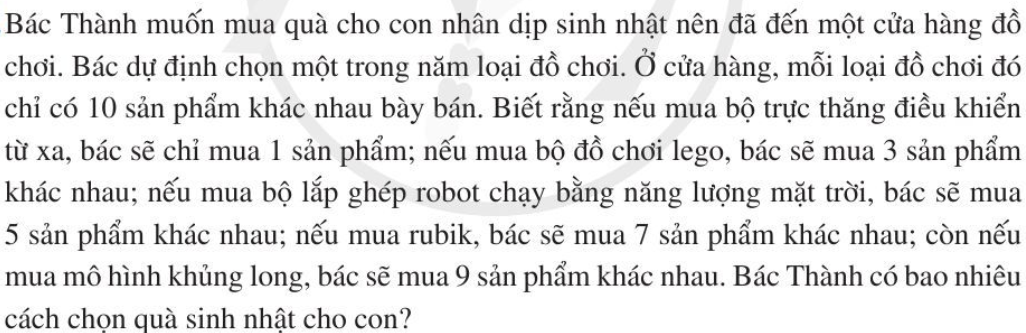 Bác Thành muốn mua quà cho con nhân dịp sinh nhật nên đã đến một cửa hàng đồ
chơi. Bác dự định chọn một trong năm loại đồ chơi. Ở cửa hàng, mỗi loại đồ chơi đó
chỉ có 10 sản phẩm khác nhau bày bán. Biết rằng nếu mua bộ trực thăng điều khiển
từ xa, bác sẽ chỉ mua 1 sản phẩm; nếu mua bộ đồ chơi lego, bác sẽ mua 3 sản phẩm
khác nhau; nếu mua bộ lắp ghép robot chạy bằng năng lượng mặt trời, bác sẽ mua
5 sản phẩm khác nhau; nếu mua rubik, bác sẽ mua 7 sản phẩm khác nhau; còn nếu
mua mô hình khủng long, bác sẽ mua 9 sản phẩm khác nhau. Bác Thành có bao nhiêu
cách chọn quà sinh nhật cho con?